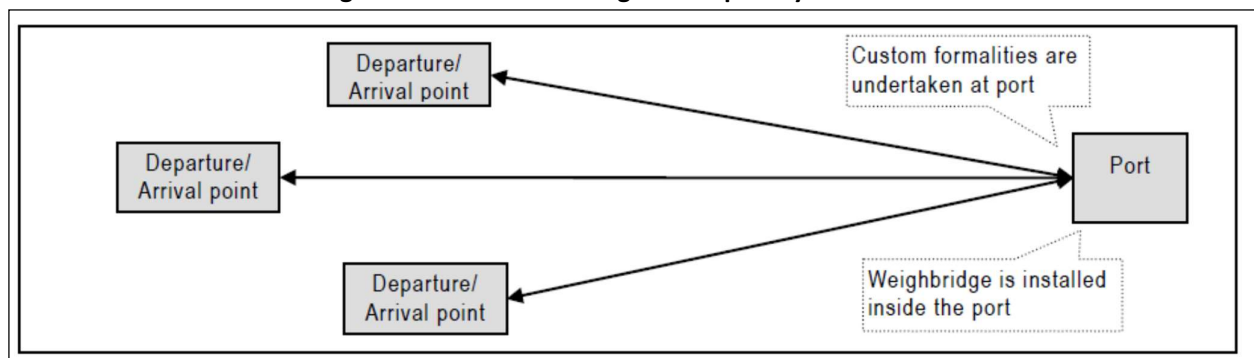 Departure/
Arrival point
Custom formalities are
undertaken at port
Departure/
Arrival point
Port
Departure/
Arrival point
Weighbridge is installed
inside the port